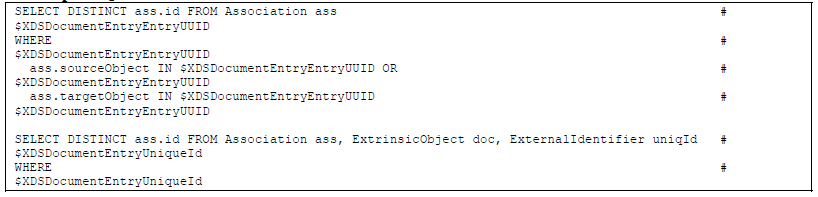 SELECT DISTINCT ass.id FROM Association ass #
$XDSDocumentEntryEntryUUID
WHERE #
$XDSDocumentEntryEntryUUID
ass.sourceObject IN $XDSDocumentEntryEntryUUID OR #
$XDSDocumentEntryEntryUUID
ass.targetObject IN $XDSDocumentEntryEntryUUID #
$XDSDocumentEntryEntryUUID
SELECT DISTINCT ass.id FROM Association ass, ExtrinsicObject doc, ExternalIdentifier uniqId #
$XDSDocumentEntryUniqueId
WHERE #
$XDSDocumentEntryUniqueId